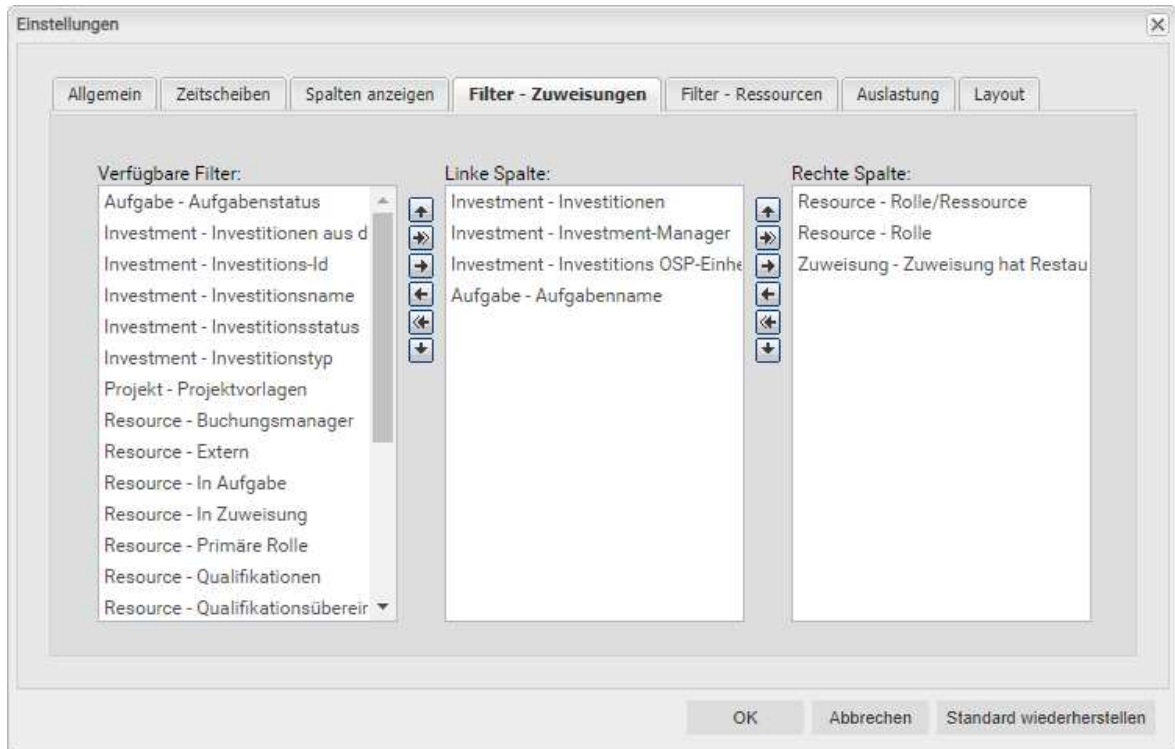 Einstellungen
Allgemein Zeitscheiben Spalten anzeigen Filter - Zuweisungen Filter - Ressourcen Auslastung Layout
Verfügbare Filter:
Aufgabe - Aufgabenstatus
Investment - Investitionen aus d
Investment - Investitions-Id
Investment - Investitionsname
Investment - Investitionsstatus
Investment - Investitionstyp
Projekt - Projektvorlagen
Resource - Buchungsmanager
Resource - Extern
Resource - In Aufgabe
Resource - In Zuweisung
Resource - Primäre Rolle
Resource - Qualifikationen
Resource - Qualifikationsüberein
Linke Spalte:
Investment - Investitionen
Investment - Investment-Manager
Investment - Investitions OSP-Einhe
Aufgabe - Aufgabenname
Rechte Spalte:
Resource - Rolle/Ressource
Resource - Rolle
Zuweisung - Zuweisung hat Restau
OK Abbrechen Standard wiederherstellen